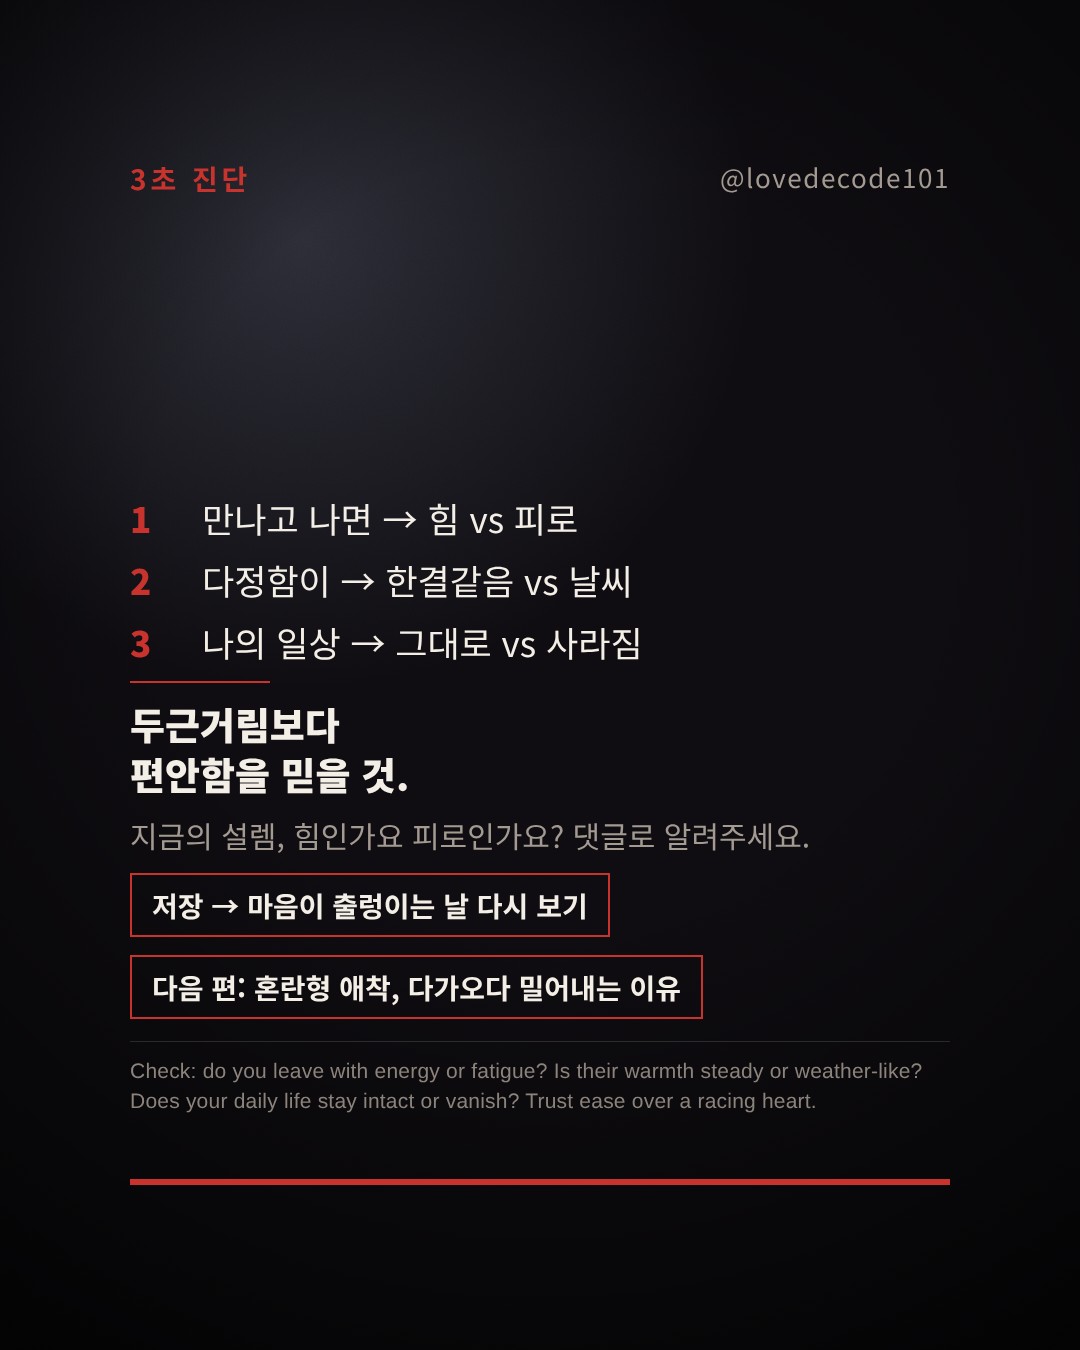 3초 진단
@lovedecode101
1 만나고 나면 → 힘 vs 피로
2 다정함이 → 한결같음 vs 날씨
3 나의 일상 → 그대로 vs 사라짐
두근거림보다
편안함을 믿을 것.
지금의 설렘, 힘인가요 피로인가요? 댓글로 알려주세요.
저장 → 마음이 출렁이는 날 다시 보기
다음 편: 혼란형 애착, 다가오다 밀어내는 이유
Check: do you leave with energy or fatigue? Is their warmth steady or weather-like?
Does your daily life stay intact or vanish? Trust ease over a racing heart.